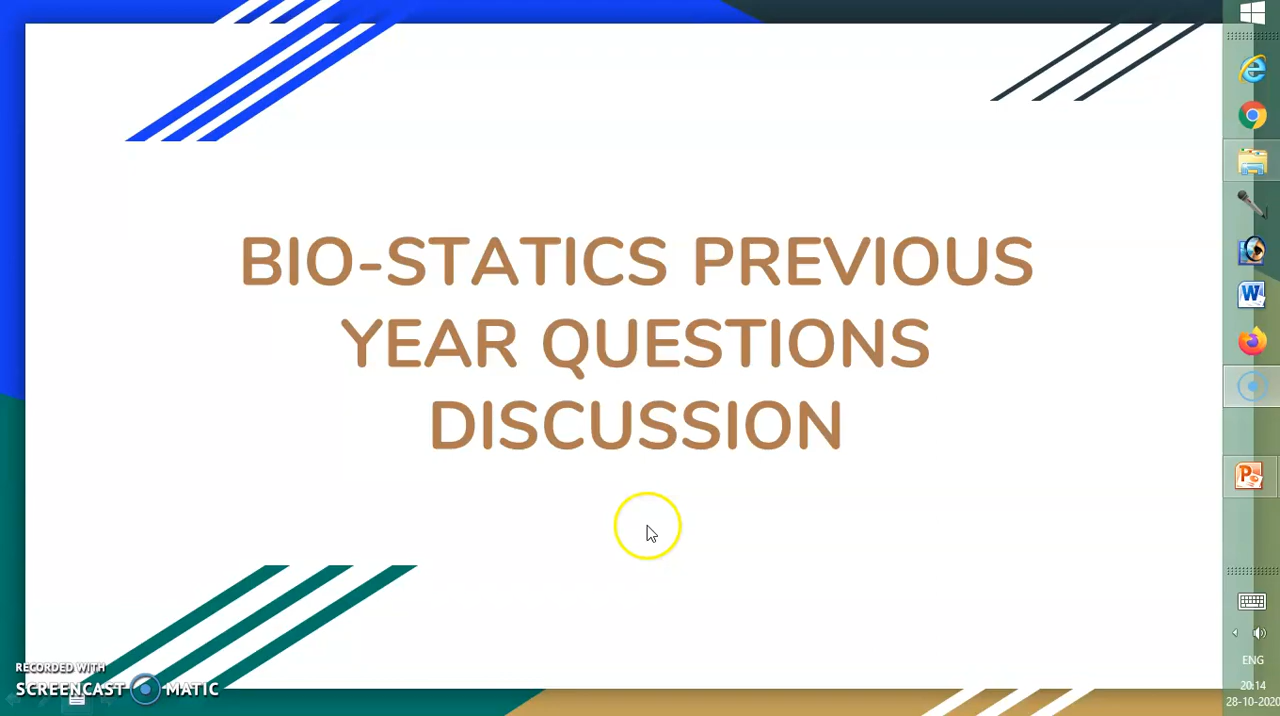 BIO-STATICS PREVIOUS
YEAR QUESTIONS
DISCUSSION
RECORDED WITH
SCREENCAST MATIC
ENG
20:14
28-10-2020